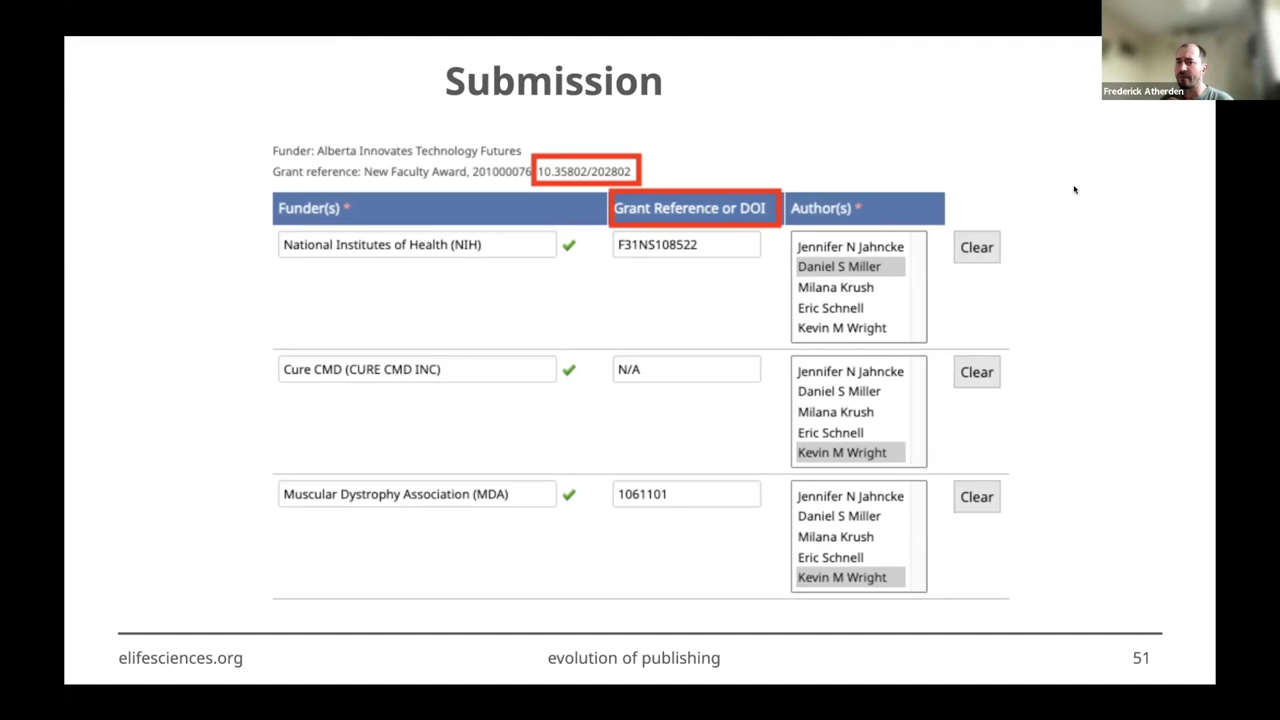 Submission
Frederick Atherden
Funder: Alberta Innovates Technology Futures
Grant reference: New Faculty Award, 201000076 10.35802/202802
Funder(s) * Grant Reference or DOI Author(s) *
National Institutes of Health (NIH) F31NS108522 Jennifer N Jahncke Clear
Daniel S Miller
Milana Krush
Eric Schnell
Kevin M Wright
Cure CMD (CURE CMD INC) N/A Jennifer N Jahncke Clear
Daniel S Miller
Milana Krush
Eric Schnell
Kevin M Wright
Muscular Dystrophy Association (MDA) 1061101 Jennifer N Jahncke Clear
Daniel S Miller
Milana Krush
Eric Schnell
Kevin M Wright
elifesciences.org evolution of publishing 51